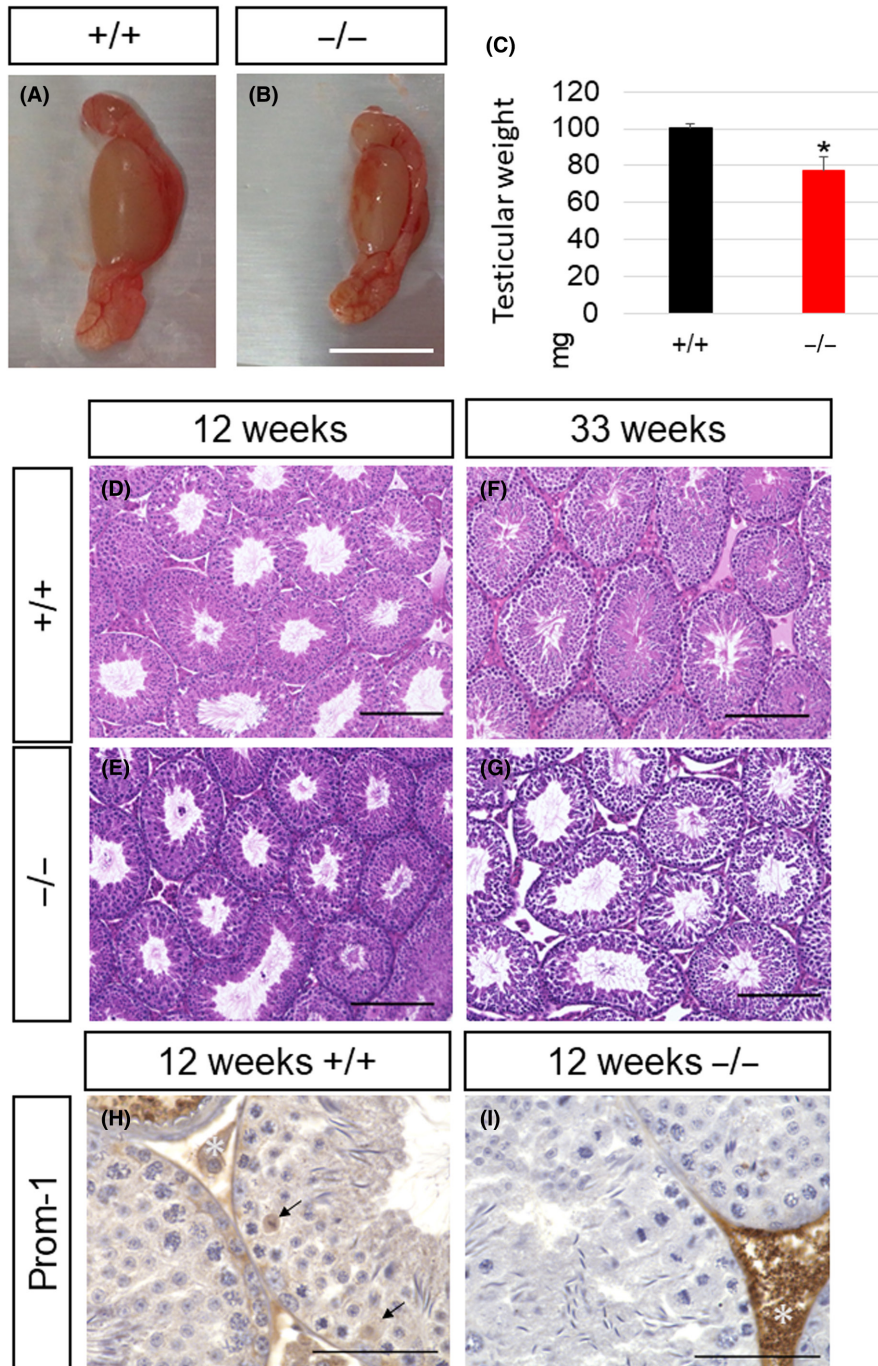 +/+
−/−
(A)
(B)
(C)
Testicular weight
mg
120
100
80
60
40
20
0
*
+/+
−/−
12 weeks
33 weeks
+/+
(D)
(F)
−/−
(E)
(G)
12 weeks +/+
12 weeks −/−
Prom-1
(H)
*
(I)
*